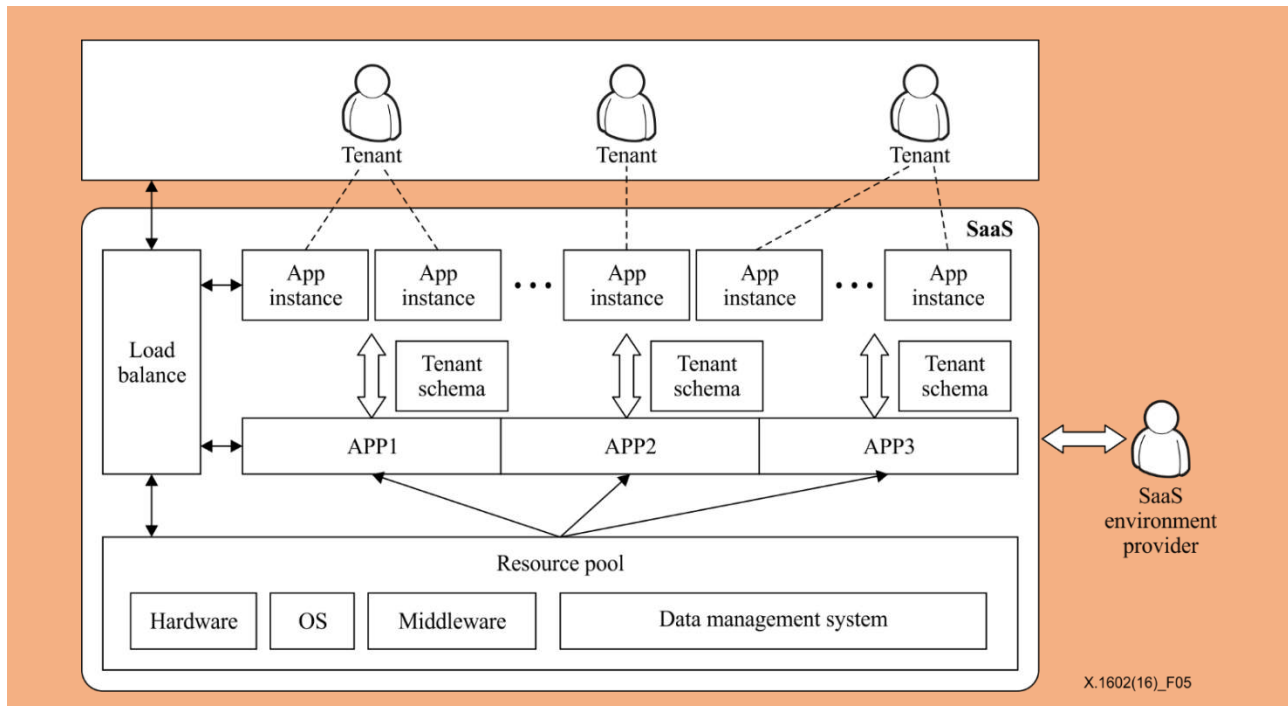 Tenant
Tenant
Tenant
SaaS
App
instance
App
instance
• • •
App
instance
App
instance
• • •
App
instance
Load
balance
Tenant
schema
Tenant
schema
Tenant
schema
APP1
APP2
APP3
SaaS
environment
provider
Resource pool
Hardware
OS
Middleware
Data management system
X.1602(16)_F05